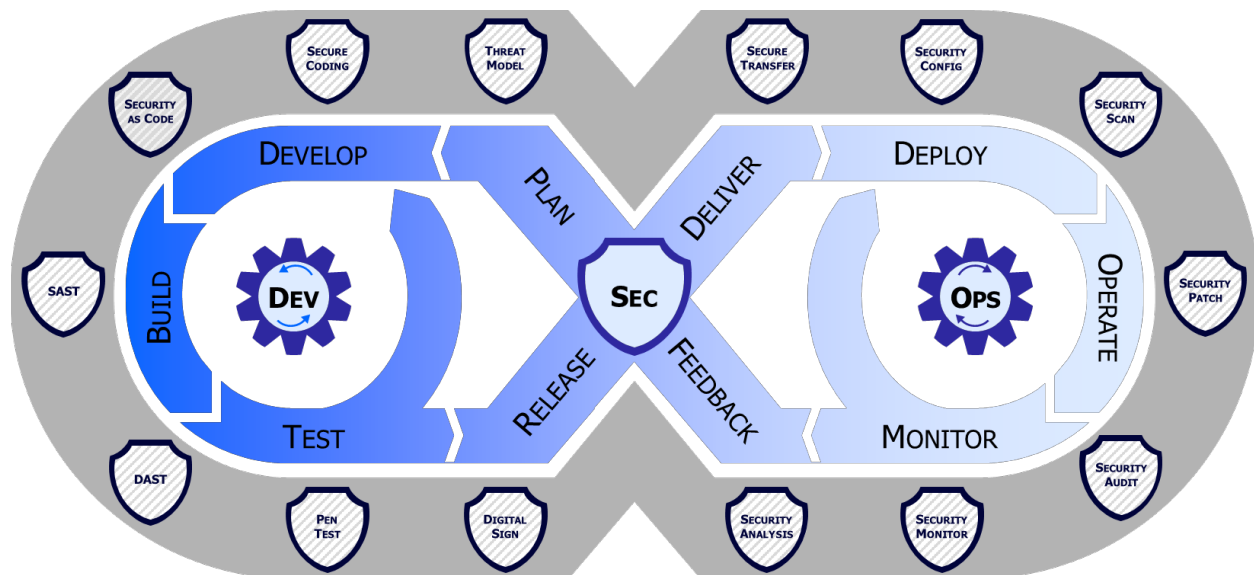 SECURE
CODING
THREAT
MODEL
SECURE
TRANSFER
SECURITY
CONFIG
SECURITY
AS CODE
SECURITY
SCAN
DEVELOP
PLAN
DELIVER
DEPLOY
SAST
BUILD
DEV
SEC
OPS
OPERATE
SECURITY
PATCH
TEST
RELEASE
FEEDBACK
MONITOR
DAST
SECURITY
AUDIT
PEN
TEST
DIGITAL
SIGN
SECURITY
ANALYSIS
SECURITY
MONITOR